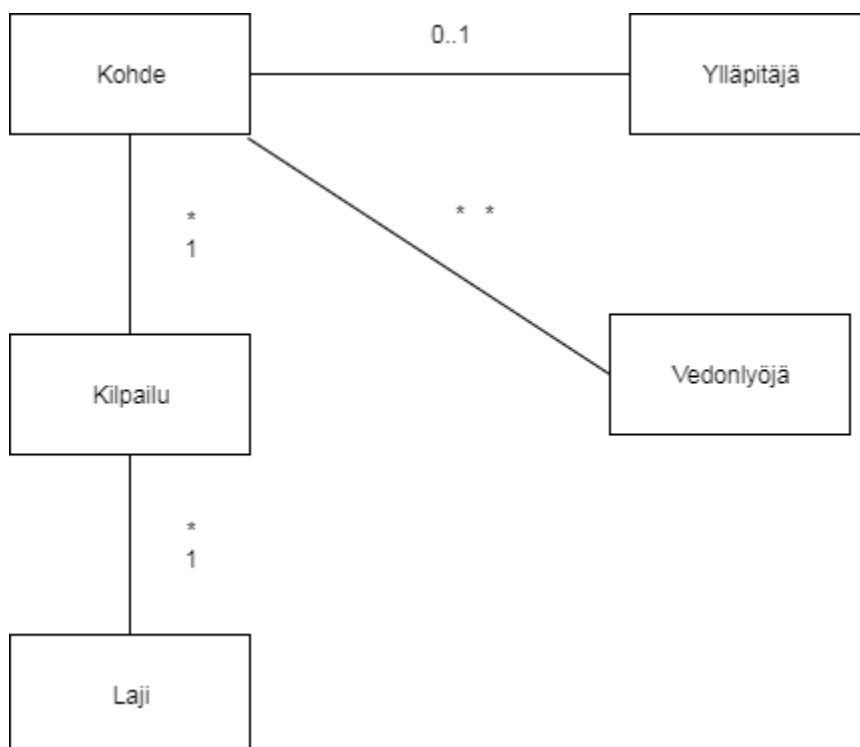 0..1
Kohde
Ylläpitäjä
* *
*
1
Vedonlyöjä
Kilpailu
*
1
Laji